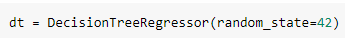 dt = DecisionTreeRegressor(random_state=42)